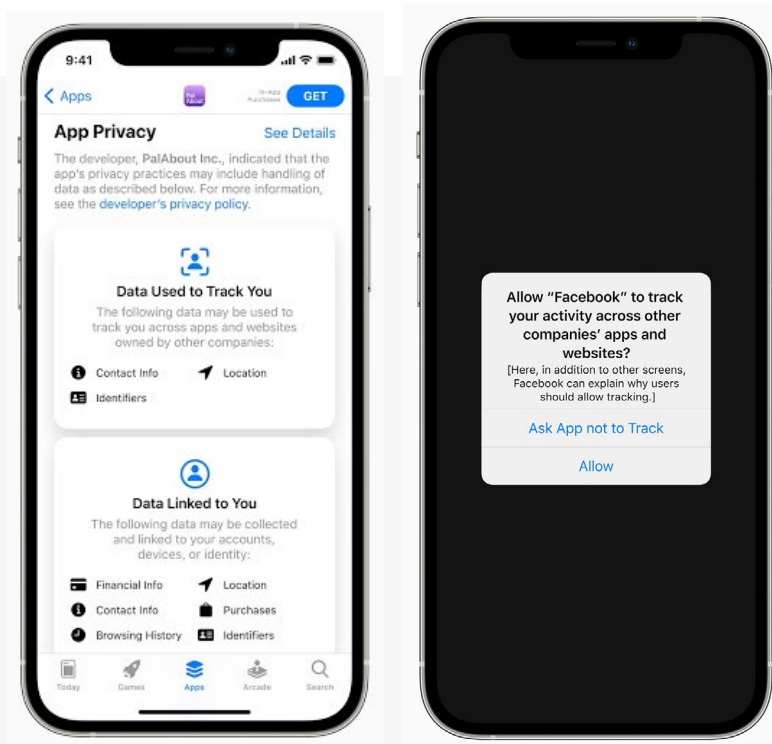 9:41
Apps
Pal About
In-App
Purchases
GET
App Privacy
See Details
The developer, PalAbout Inc., indicated that the
app's privacy practices may include handling of
data as described below. For more information,
see the developer's privacy policy.
Data Used to Track You
The following data may be used to
track you across apps and websites
owned by other companies:
Contact Info
Location
Identifiers
Data Linked to You
The following data may be collected
and linked to your accounts,
devices, or identity:
Financial Info
Location
Contact Info
Purchases
Browsing History
Identifiers
Today
Games
Apps
Arcade
Search
Allow “Facebook” to track
your activity across other
companies’ apps and
websites?
[Here, in addition to other screens,
Facebook can explain why users
should allow tracking.]
Ask App not to Track
Allow